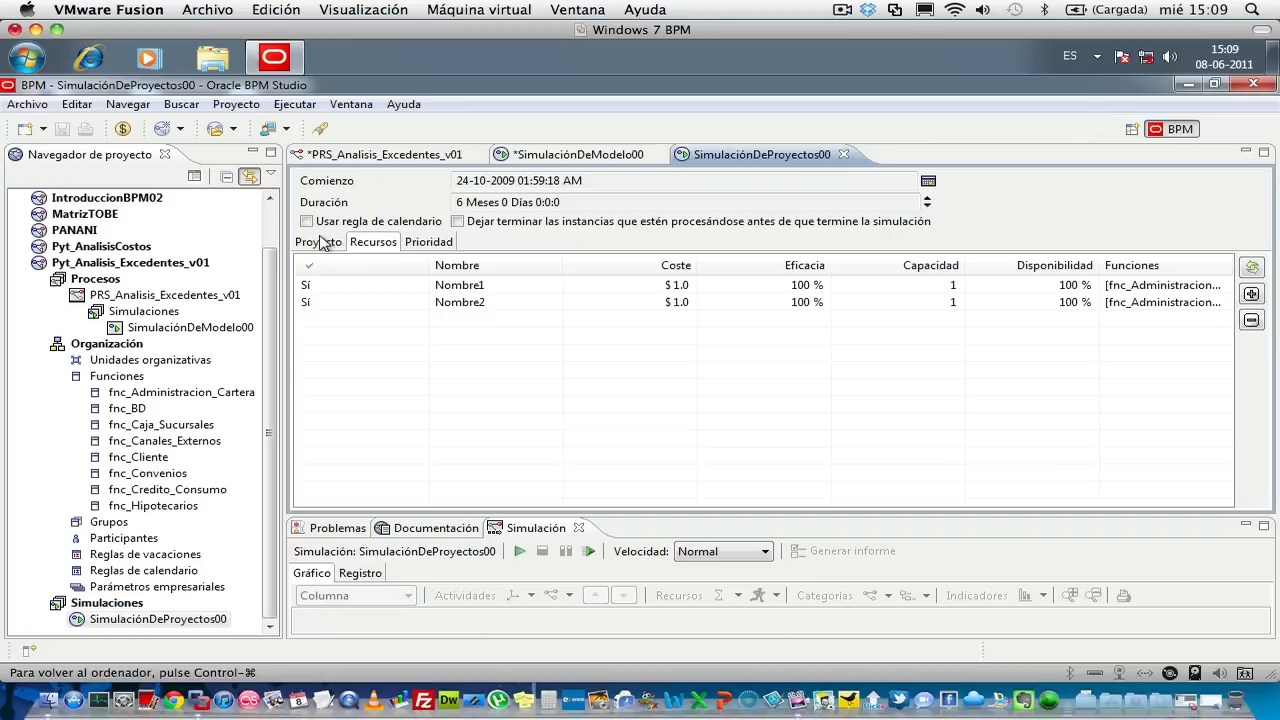 VMware Fusion Archivo Edición Visualización Máquina virtual Ventana Ayuda (Cargada) mié 15:09
Windows 7 BPM
ES 15:09
08-06-2011
BPM - SimulaciónDeProyectos00 - Oracle BPM Studio
Archivo Editar Navegar Buscar Proyecto Ejecutar Ventana Ayuda
BPM
Navegador de proyecto
*PRS_Analisis_Excedentes_v01 *SimulaciónDeModelo00 SimulaciónDeProyectos00
IntroduccionBPM02
MatrizTOBE
PANANI
Pyt_AnalisisCostos
Pyt_Analisis_Excedentes_v01
Procesos
PRS_Analisis_Excedentes_v01
Simulaciones
SimulaciónDeModelo00
Organización
Unidades organizativas
Funciones
fnc_Administracion_Cartera
fnc_BD
fnc_Caja_Sucursales
fnc_Canales_Externos
fnc_Cliente
fnc_Convenios
fnc_Credito_Consumo
fnc_Hipotecarios
Grupos
Participantes
Reglas de vacaciones
Reglas de calendario
Parámetros empresariales
Simulaciones
SimulaciónDeProyectos00
Comienzo 24-10-2009 01:59:18 AM
Duración 6 Meses 0 Días 0:0:0
Usar regla de calendario Dejar terminar las instancias que estén procesándose antes de que termine la simulación
Proyecto Recursos Prioridad
Nombre Coste Eficacia Capacidad Disponibilidad Funciones
Sí Nombre1 $ 1.0 100 % 1 100 % [fnc_Administracion...
Sí Nombre2 $ 1.0 100 % 1 100 % [fnc_Administracion...
Problemas Documentación Simulación
Simulación: SimulaciónDeProyectos00 Velocidad: Normal Generar informe
Gráfico Registro
Columna Actividades Recursos Categorías Indicadores
Para volver al ordenador, pulse Control-⌘